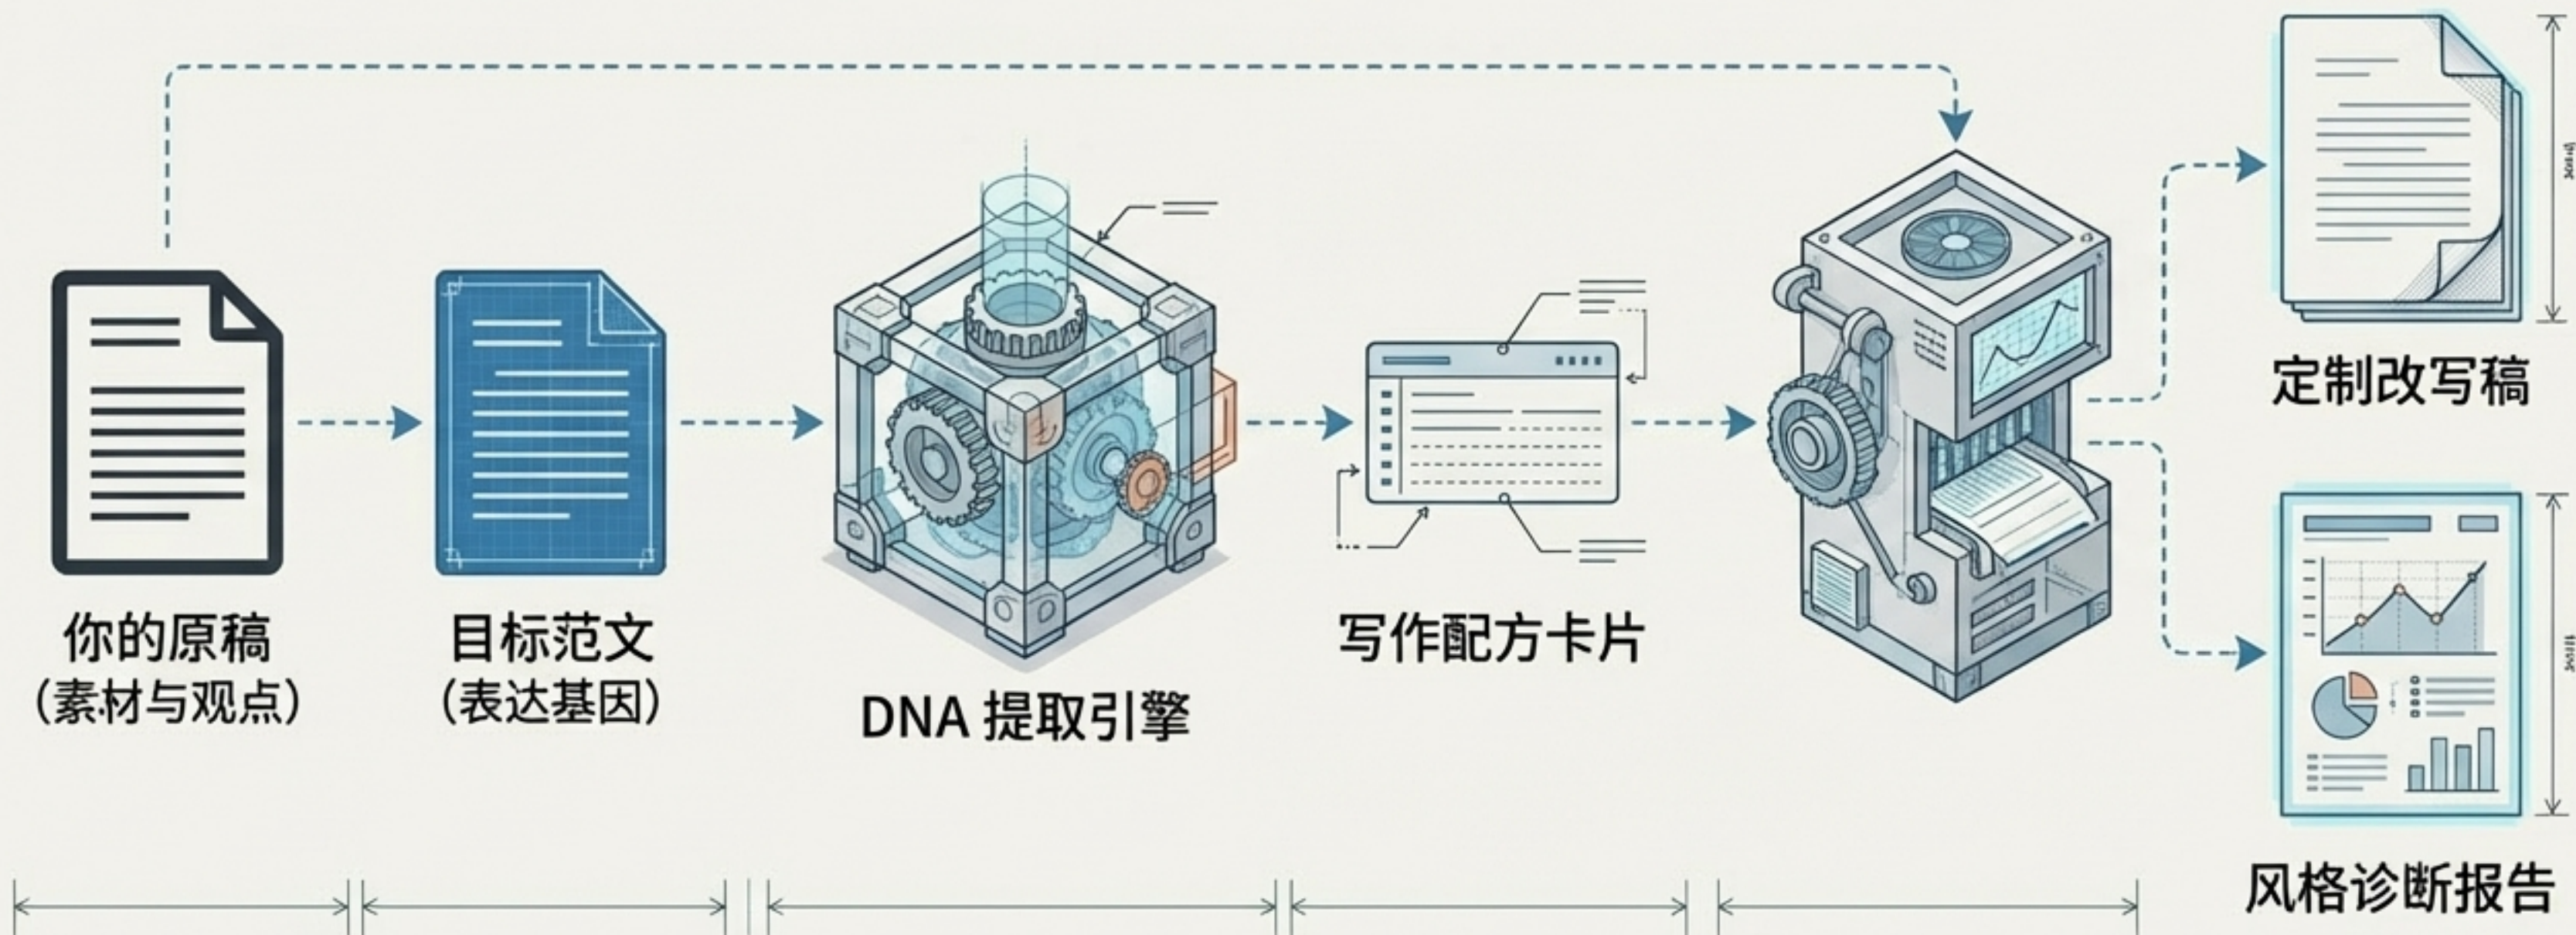 你的原稿
（素材与观点）
目标范文
（表达基因）
DNA 提取引擎
写作配方卡片
定制改写稿
风格诊断报告